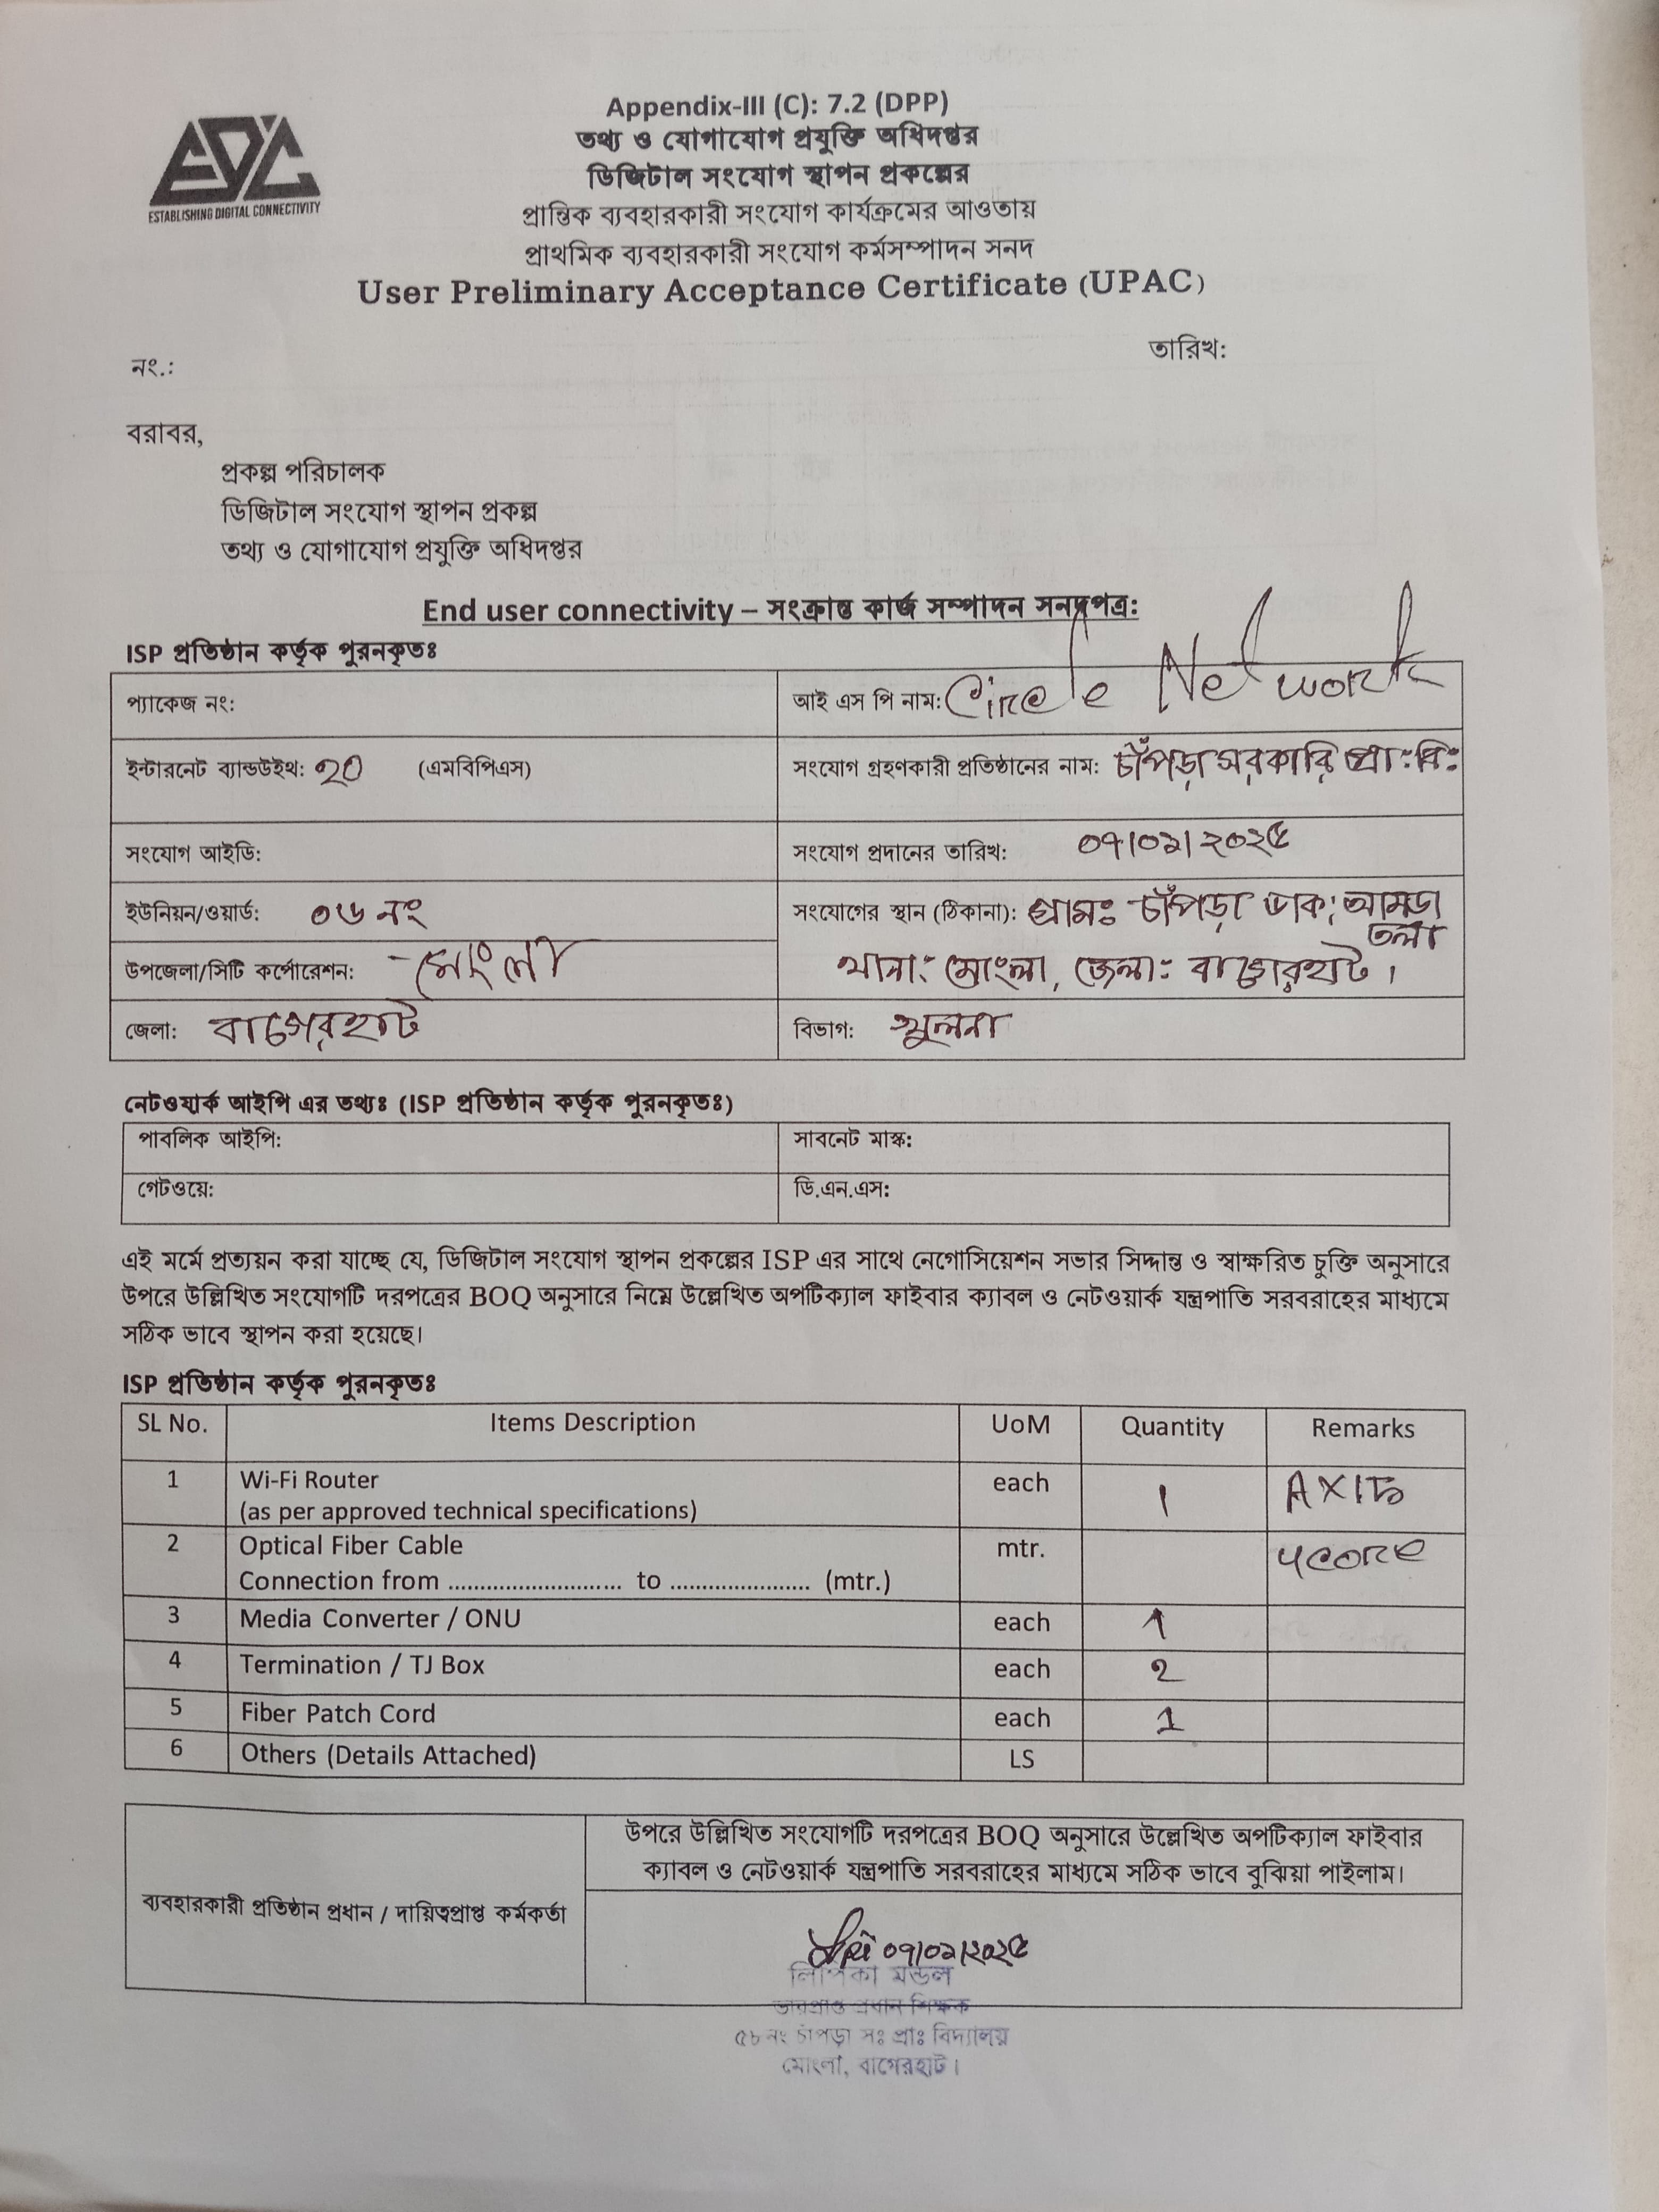 EDC
ESTABLISHING DIGITAL CONNECTIVITY
Appendix-III (C): 7.2 (DPP)
তথ্য ও যোগাযোগ প্রযুক্তি অধিদপ্তর
ডিজিটাল সংযোগ স্থাপন প্রকল্পের
প্রান্তিক ব্যবহারকারী সংযোগ কার্যক্রমের আওতায়
প্রাথমিক ব্যবহারকারী সংযোগ কর্মসম্পাদন সনদ
User Preliminary Acceptance Certificate (UPAC)
নং.:
তারিখ:
বরাবর,
প্রকল্প পরিচালক
ডিজিটাল সংযোগ স্থাপন প্রকল্প
তথ্য ও যোগাযোগ প্রযুক্তি অধিদপ্তর
End user connectivity – সংক্রান্ত কার্জ সম্পাদন সনদপত্র:
ISP প্রতিষ্ঠান কর্তৃক পুরনকৃতঃ
প্যাকেজ নং:
আই এস পি নাম: Circle Network
ইন্টারনেট ব্যান্ডউইথ: 20 (এমবিপিএস)
সংযোগ গ্রহণকারী প্রতিষ্ঠানের নাম: চাঁপড়া সরকারি প্রা:বি:
সংযোগ আইডি:
সংযোগ প্রদানের তারিখ: ০৭/০২/২০২৫
ইউনিয়ন/ওয়ার্ড: ০৬ নং
সংযোগের স্থান (ঠিকানা): গ্রামঃ চাঁপড়া ডাক: আমড়া
তলা
উপজেলা/সিটি কর্পোরেশন: মোংলা
থানা: মোংলা, জেলা: বাগেরহাট।
জেলা: বাগেরহাট
বিভাগ: খুলনা
নেটওয়ার্ক আইপি এর তথ্যঃ (ISP প্রতিষ্ঠান কর্তৃক পুরনকৃতঃ)
পাবলিক আইপি:
সাবনেট মাস্ক:
গেটওয়ে:
ডি.এন.এস:
এই মর্মে প্রত্যয়ন করা যাচ্ছে যে, ডিজিটাল সংযোগ স্থাপন প্রকল্পের ISP এর সাথে নেগোসিয়েশন সভার সিদ্দান্ত ও স্বাক্ষরিত চুক্তি অনুসারে
উপরে উল্লিখিত সংযোগটি দরপত্রের BOQ অনুসারে নিম্নে উল্লেখিত অপটিক্যাল ফাইবার ক্যাবল ও নেটওয়ার্ক যন্ত্রপাতি সরবরাহের মাধ্যমে
সঠিক ভাবে স্থাপন করা হয়েছে।
ISP প্রতিষ্ঠান কর্তৃক পুরনকৃতঃ
SL No. Items Description UoM Quantity Remarks
1 Wi-Fi Router each 1
(as per approved technical specifications)
2 Optical Fiber Cable mtr. 4core
Connection from ............................ to ...................... (mtr.)
3 Media Converter / ONU each 1
4 Termination / TJ Box each 2
5 Fiber Patch Cord each 1
6 Others (Details Attached) LS
উপরে উল্লিখিত সংযোগটি দরপত্রের BOQ অনুসারে উল্লেখিত অপটিক্যাল ফাইবার
ক্যাবল ও নেটওয়ার্ক যন্ত্রপাতি সরবরাহের মাধ্যমে সঠিক ভাবে বুঝিয়া পাইলাম।
ব্যবহারকারী প্রতিষ্ঠান প্রধান / দায়িত্বপ্রাপ্ত কর্মকর্তা
০৭/০২/২০২৫
লিপিকা মন্ডল
ভারপ্রাপ্ত প্রধান শিক্ষক
৫৮ নং চাঁপড়া সঃ প্রাঃ বিদ্যালয়
মোংলা, বাগেরহাট।